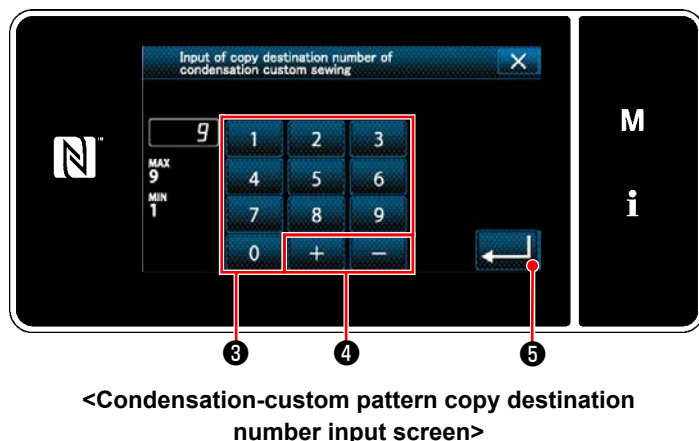 Input of copy destination number of
condensation custom sewing
9
MAX
9
MIN
1
1 2 3
4 5 6
7 8 9
0 + −
M
i
N™
❸ ❹ ❺
<Condensation-custom pattern copy destination
number input screen>